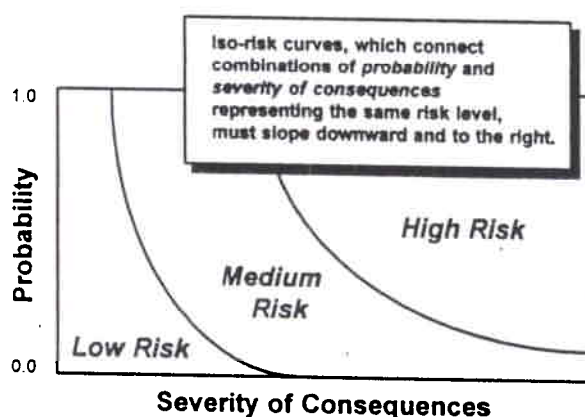 Iso-risk curves, which connect
combinations of probability and
severity of consequences
representing the same risk level,
must slope downward and to the right.
1.0
Probability
High Risk
Medium
Risk
Low Risk
0.0
Severity of Consequences